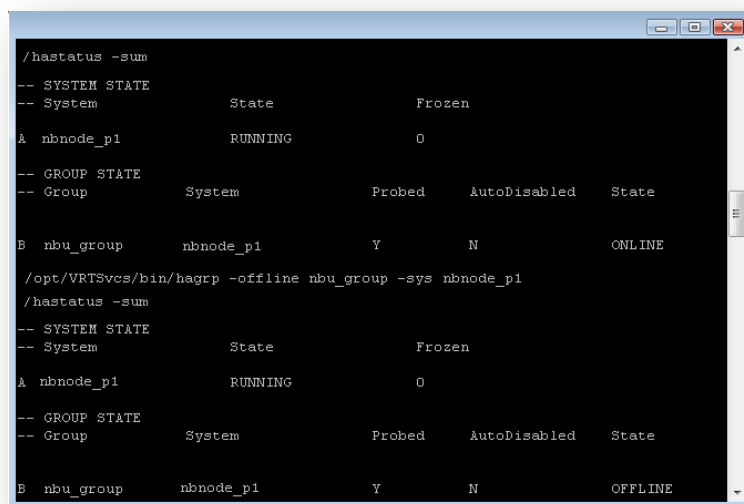 /hastatus -sum
-- SYSTEM STATE
-- System State Frozen
A nbnode_p1 RUNNING 0
-- GROUP STATE
-- Group System Probed AutoDisabled State
B nbu_group nbnode_p1 Y N ONLINE
/opt/VRTSvcs/bin/hagrp -offline nbu_group -sys nbnode_p1
/hastatus -sum
-- SYSTEM STATE
-- System State Frozen
A nbnode_p1 RUNNING 0
-- GROUP STATE
-- Group System Probed AutoDisabled State
B nbu_group nbnode_p1 Y N OFFLINE